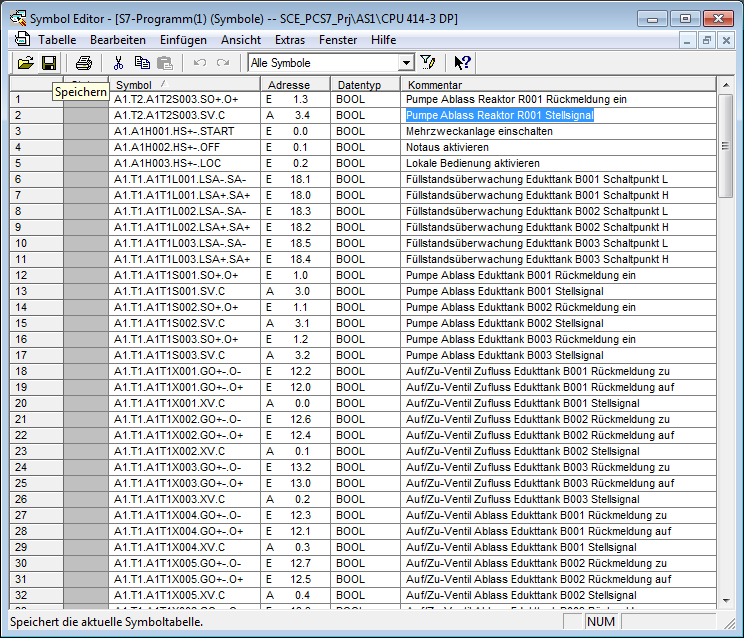 Symbol Editor - [S7-Programm(1) (Symbole) -- SCE_PCS7_Prj\AS1\CPU 414-3 DP]
Tabelle Bearbeiten Einfügen Ansicht Extras Fenster Hilfe
Alle Symbole
Speichern
Symbol / Adresse Datentyp Kommentar
1 A1.T2.A1T2S003.SO+.O+ E 1.3 BOOL Pumpe Ablass Reaktor R001 Rückmeldung ein
2 A1.T2.A1T2S003.SV.C A 3.4 BOOL Pumpe Ablass Reaktor R001 Stellsignal
3 A1.A1H001.HS+-.START E 0.0 BOOL Mehrzweckanlage einschalten
4 A1.A1H002.HS+-.OFF E 0.1 BOOL Notaus aktivieren
5 A1.A1H003.HS+-.LOC E 0.2 BOOL Lokale Bedienung aktivieren
6 A1.T1.A1T1L001.LSA-.SA- E 18.1 BOOL Füllstandsüberwachung Edukttank B001 Schaltpunkt L
7 A1.T1.A1T1L001.LSA+.SA+ E 18.0 BOOL Füllstandsüberwachung Edukttank B001 Schaltpunkt H
8 A1.T1.A1T1L002.LSA-.SA- E 18.3 BOOL Füllstandsüberwachung Edukttank B002 Schaltpunkt L
9 A1.T1.A1T1L002.LSA+.SA+ E 18.2 BOOL Füllstandsüberwachung Edukttank B002 Schaltpunkt H
10 A1.T1.A1T1L003.LSA-.SA- E 18.5 BOOL Füllstandsüberwachung Edukttank B003 Schaltpunkt L
11 A1.T1.A1T1L003.LSA+.SA+ E 18.4 BOOL Füllstandsüberwachung Edukttank B003 Schaltpunkt H
12 A1.T1.A1T1S001.SO+.O+ E 1.0 BOOL Pumpe Ablass Edukttank B001 Rückmeldung ein
13 A1.T1.A1T1S001.SV.C A 3.0 BOOL Pumpe Ablass Edukttank B001 Stellsignal
14 A1.T1.A1T1S002.SO+.O+ E 1.1 BOOL Pumpe Ablass Edukttank B002 Rückmeldung ein
15 A1.T1.A1T1S002.SV.C A 3.1 BOOL Pumpe Ablass Edukttank B002 Stellsignal
16 A1.T1.A1T1S003.SO+.O+ E 1.2 BOOL Pumpe Ablass Edukttank B003 Rückmeldung ein
17 A1.T1.A1T1S003.SV.C A 3.2 BOOL Pumpe Ablass Edukttank B003 Stellsignal
18 A1.T1.A1T1X001.GO+-.O- E 12.2 BOOL Auf/Zu-Ventil Zufluss Edukttank B001 Rückmeldung zu
19 A1.T1.A1T1X001.GO+-.O+ E 12.0 BOOL Auf/Zu-Ventil Zufluss Edukttank B001 Rückmeldung auf
20 A1.T1.A1T1X001.XV.C A 0.0 BOOL Auf/Zu-Ventil Zufluss Edukttank B001 Stellsignal
21 A1.T1.A1T1X002.GO+-.O- E 12.6 BOOL Auf/Zu-Ventil Zufluss Edukttank B002 Rückmeldung zu
22 A1.T1.A1T1X002.GO+-.O+ E 12.4 BOOL Auf/Zu-Ventil Zufluss Edukttank B002 Rückmeldung auf
23 A1.T1.A1T1X002.XV.C A 0.1 BOOL Auf/Zu-Ventil Zufluss Edukttank B002 Stellsignal
24 A1.T1.A1T1X003.GO+-.O- E 13.2 BOOL Auf/Zu-Ventil Zufluss Edukttank B003 Rückmeldung zu
25 A1.T1.A1T1X003.GO+-.O+ E 13.0 BOOL Auf/Zu-Ventil Zufluss Edukttank B003 Rückmeldung auf
26 A1.T1.A1T1X003.XV.C A 0.2 BOOL Auf/Zu-Ventil Zufluss Edukttank B003 Stellsignal
27 A1.T1.A1T1X004.GO+-.O- E 12.3 BOOL Auf/Zu-Ventil Ablass Edukttank B001 Rückmeldung zu
28 A1.T1.A1T1X004.GO+-.O+ E 12.1 BOOL Auf/Zu-Ventil Ablass Edukttank B001 Rückmeldung auf
29 A1.T1.A1T1X004.XV.C A 0.3 BOOL Auf/Zu-Ventil Ablass Edukttank B001 Stellsignal
30 A1.T1.A1T1X005.GO+-.O- E 12.7 BOOL Auf/Zu-Ventil Ablass Edukttank B002 Rückmeldung zu
31 A1.T1.A1T1X005.GO+-.O+ E 12.5 BOOL Auf/Zu-Ventil Ablass Edukttank B002 Rückmeldung auf
32 A1.T1.A1T1X005.XV.C A 0.4 BOOL Auf/Zu-Ventil Ablass Edukttank B002 Stellsignal
Speichert die aktuelle Symboltabelle. NUM